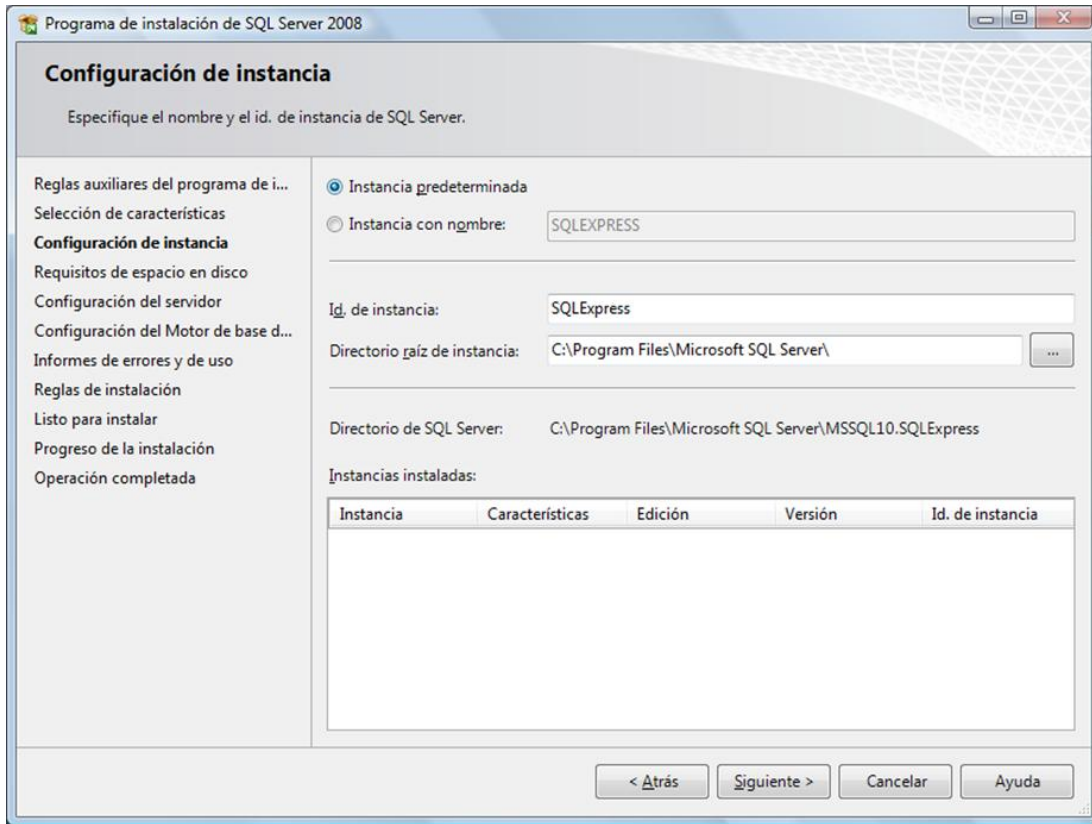 Programa de instalación de SQL Server 2008
Configuración de instancia
Especifique el nombre y el id. de instancia de SQL Server.
Reglas auxiliares del programa de i...
Selección de características
Configuración de instancia
Requisitos de espacio en disco
Configuración del servidor
Configuración del Motor de base d...
Informes de errores y de uso
Reglas de instalación
Listo para instalar
Progreso de la instalación
Operación completada
Instancia predeterminada
Instancia con nombre: SQLEXPRESS
Id. de instancia: SQLExpress
Directorio raíz de instancia: C:\Program Files\Microsoft SQL Server\ ...
Directorio de SQL Server: C:\Program Files\Microsoft SQL Server\MSSQL10.SQLExpress
Instancias instaladas:
Instancia Características Edición Versión Id. de instancia
< Atrás Siguiente > Cancelar Ayuda